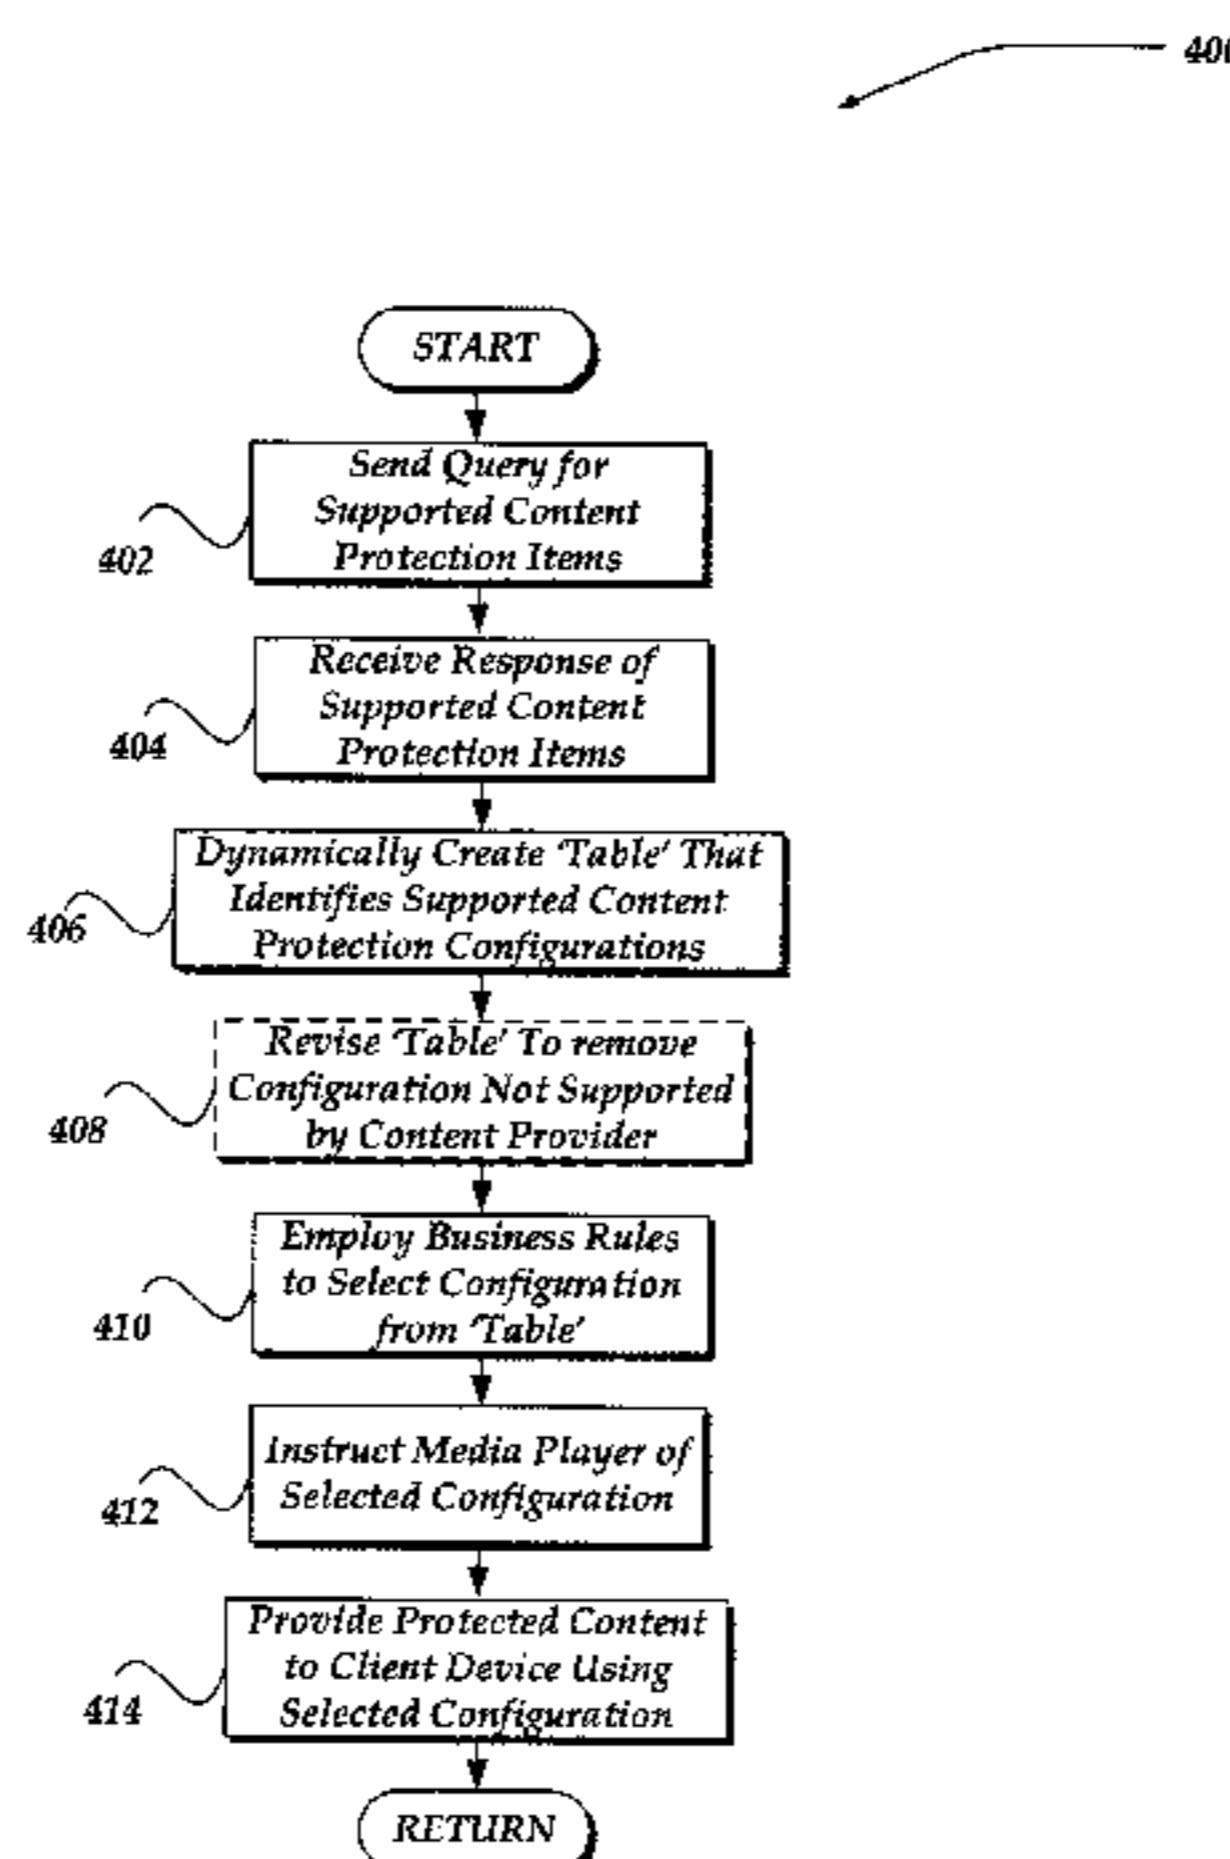 400
START
Send Query for
Supported Content
Protection Items
402
Receive Response of
Supported Content
Protection Items
404
Dynamically Create 'Table' That
Identifies Supported Content
Protection Configurations
406
Revise 'Table' To remove
Configuration Not Supported
by Content Provider
408
Employ Business Rules
to Select Configuration
from 'Table'
410
Instruct Media Player of
Selected Configuration
412
Provide Protected Content
to Client Device Using
Selected Configuration
414
RETURN